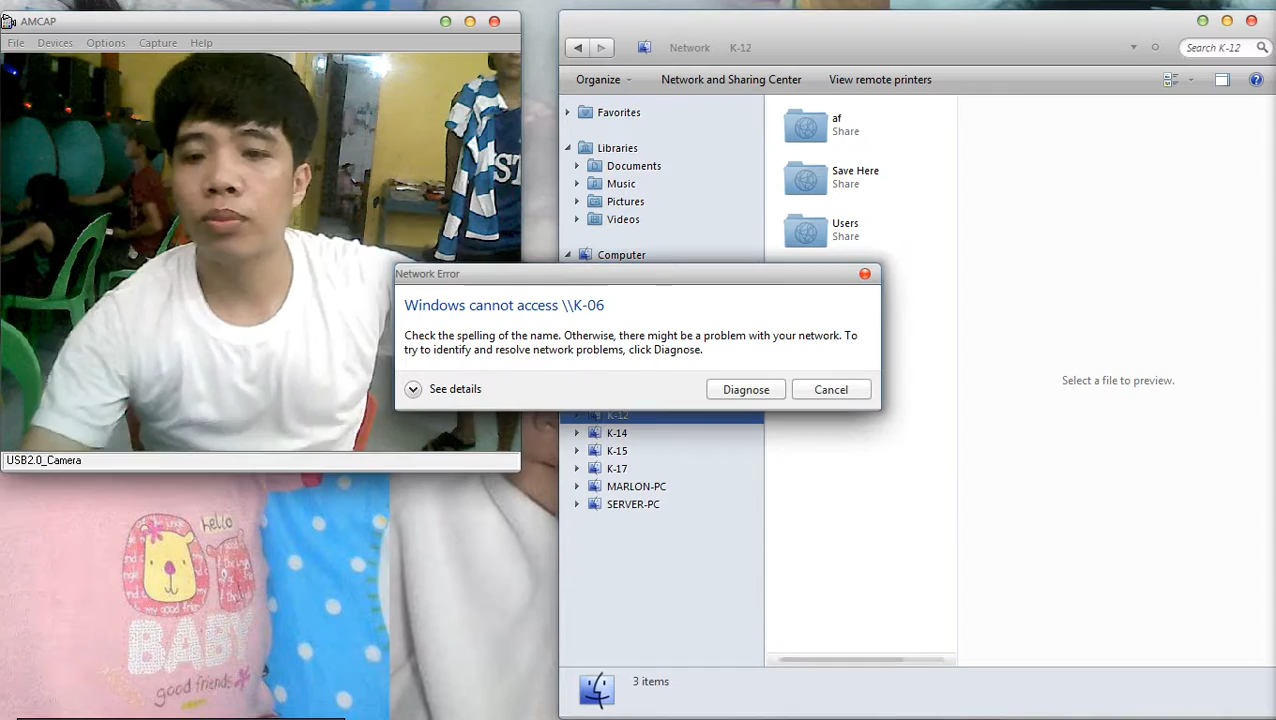 AMCAP
File Devices Options Capture Help
USB2.0_Camera
Network K-12
Search K-12
Organize Network and Sharing Center View remote printers
Favorites
Libraries
Documents
Music
Pictures
Videos
Computer
K-12
K-14
K-15
K-17
MARLON-PC
SERVER-PC
af
Share
Save Here
Share
Users
Share
Select a file to preview.
3 items
Network Error
Windows cannot access \\K-06
Check the spelling of the name. Otherwise, there might be a problem with your network. To
try to identify and resolve network problems, click Diagnose.
See details
Diagnose
Cancel
ST
hello
BABY
good friends